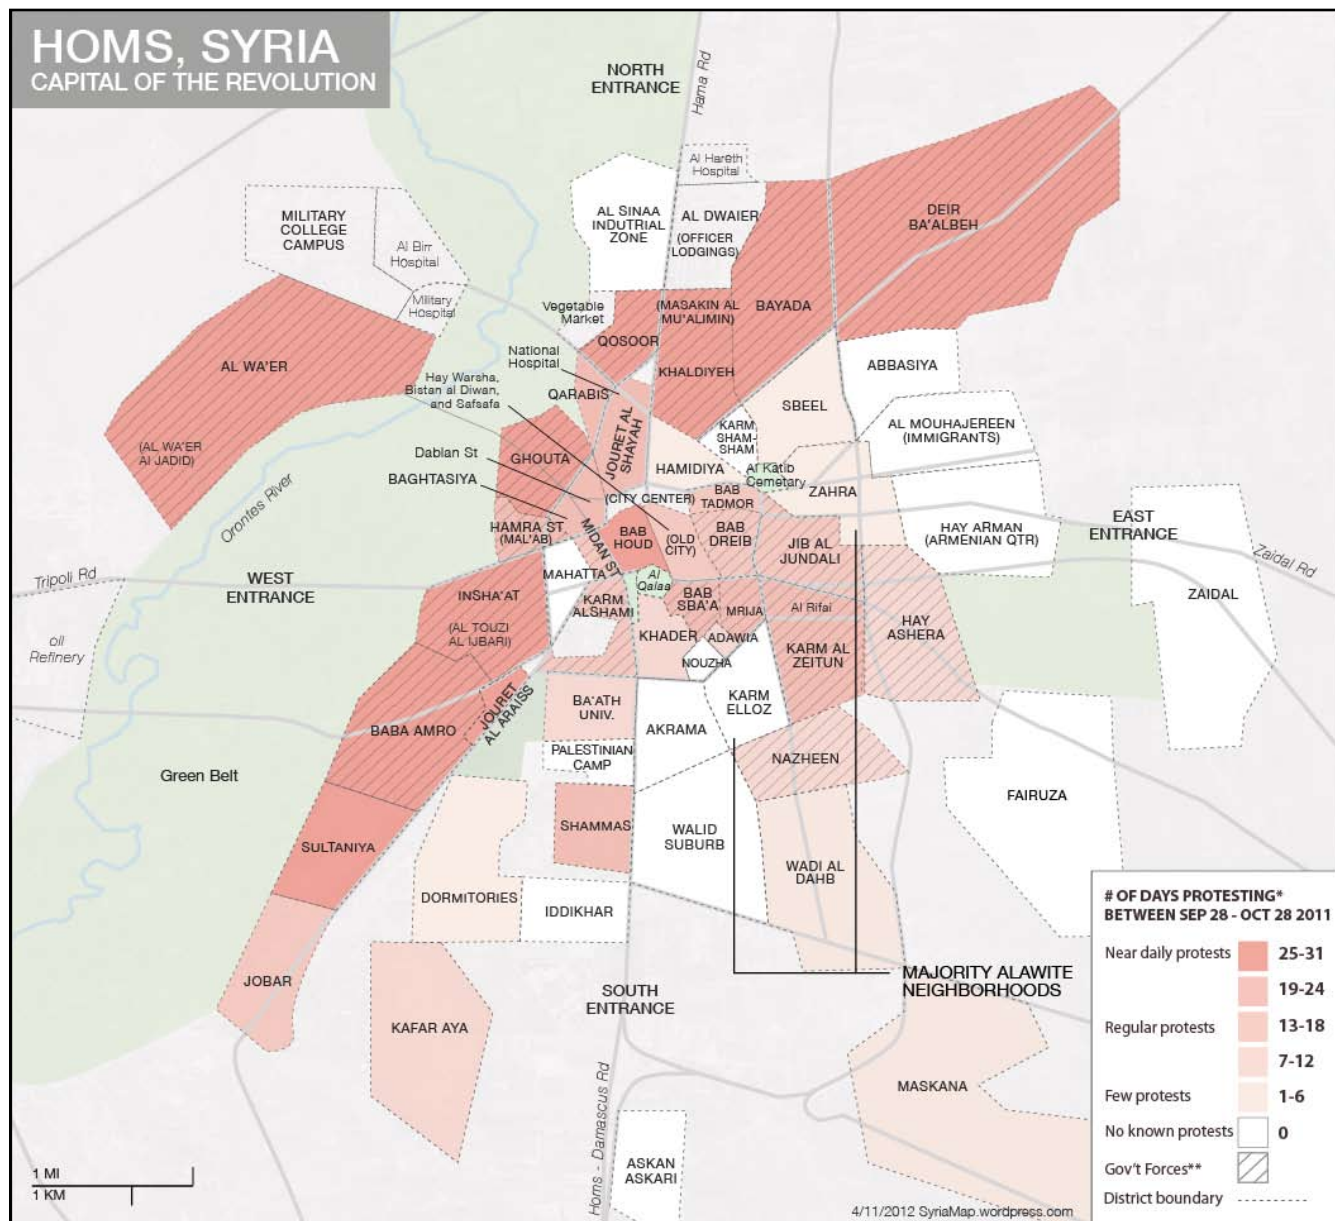 HOMS, SYRIA
CAPITAL OF THE REVOLUTION
NORTH
ENTRANCE
Hama Rd
Al Hareth
Hospital
AL SINAA
INDUTRIAL
ZONE
AL DWAIER
(OFFICER
LODGINGS)
DEIR
BA'ALBEH
MILITARY
COLLEGE
CAMPUS
Al Birr
Hospital
Military
Hospital
Vegetable
Market
(MASAKIN AL
MU'ALIMIN)
BAYADA
QOSOOR
National
Hospital
KHALDIYEH
AL WA'ER
ABBASIYA
Hay Warsha,
Bistan al Diwan,
and Safsafa
QARABIS
SBEEL
AL MOUHAJEREEN
(IMMIGRANTS)
KARM
SHAM-
SHAM
JOURET AL
SHAYAH
(AL WA'ER
Al JADID)
Dablan St
GHOUTA
HAMIDIYA
Al Katib
Cemetary
BAGHTASIYA
ZAHRA
(CITY CENTER)
BAB
TADMOR
Orontes River
HAMRA ST
(MAL'AB)
MIDAN ST
BAB
HOUD
(OLD
CITY)
BAB
DREIB
HAY ARMAN
(ARMENIAN QTR)
EAST
ENTRANCE
JIB AL
JUNDALI
Zaidal Rd
Tripoli Rd
WEST
ENTRANCE
MAHATTA
Al
Qalaa
INSHA'AT
KARM
ALSHAMI
BAB
SBA'A
MRIJA
Al Rifai
ZAIDAL
HAY
ASHERA
oil
Refinery
(AL TOUZI
AL IJBARI)
KHADER
ADAWIA
KARM AL
ZEITUN
NOUZHA
JOURET
AL ARAISS
BA'ATH
UNIV.
KARM
ELLOZ
BABA AMRO
AKRAMA
PALESTINIAN
CAMP
NAZHEEN
Green Belt
FAIRUZA
SHAMMAS
WALID
SUBURB
SULTANIYA
WADI AL
DAHB
DORMITORIES
IDDIKHAR
JOBAR
SOUTH
ENTRANCE
MAJORITY ALAWITE
NEIGHBORHOODS
KAFAR AYA
MASKANA
Homs - Damascus Rd
ASKAN
ASKARI
# OF DAYS PROTESTING*
BETWEEN SEP 28 - OCT 28 2011
Near daily protests 25-31
19-24
Regular protests 13-18
7-12
Few protests 1-6
No known protests 0
Gov't Forces**
District boundary
1 MI
1 KM
4/11/2012 SyriaMap.wordpress.com